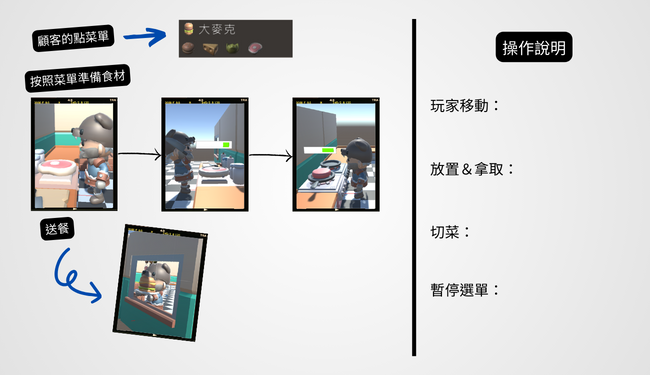 顧客的點菜單
大麥克
按照菜單準備食材
送餐
操作說明
玩家移動：
放置＆拿取：
切菜：
暫停選單：